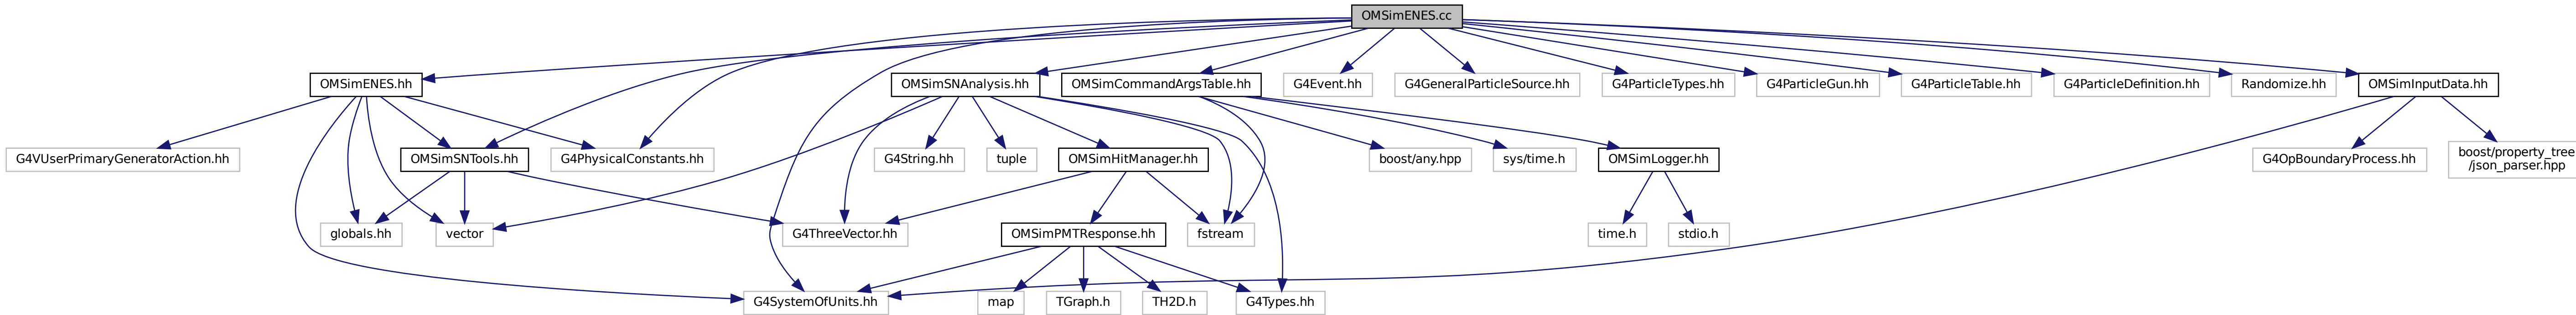 OMSimENES.cc
OMSimENES.hh
OMSimSNAnalysis.hh
OMSimCommandArgsTable.hh
G4Event.hh
G4GeneralParticleSource.hh
G4ParticleTypes.hh
G4ParticleGun.hh
G4ParticleTable.hh
G4ParticleDefinition.hh
Randomize.hh
OMSimInputData.hh
G4VUserPrimaryGeneratorAction.hh
OMSimSNTools.hh
G4PhysicalConstants.hh
G4String.hh
tuple
OMSimHitManager.hh
boost/any.hpp
sys/time.h
OMSimLogger.hh
G4OpBoundaryProcess.hh
boost/property_tree
/json_parser.hpp
globals.hh
vector
G4ThreeVector.hh
OMSimPMTResponse.hh
fstream
time.h
stdio.h
G4SystemOfUnits.hh
map
TGraph.h
TH2D.h
G4Types.hh